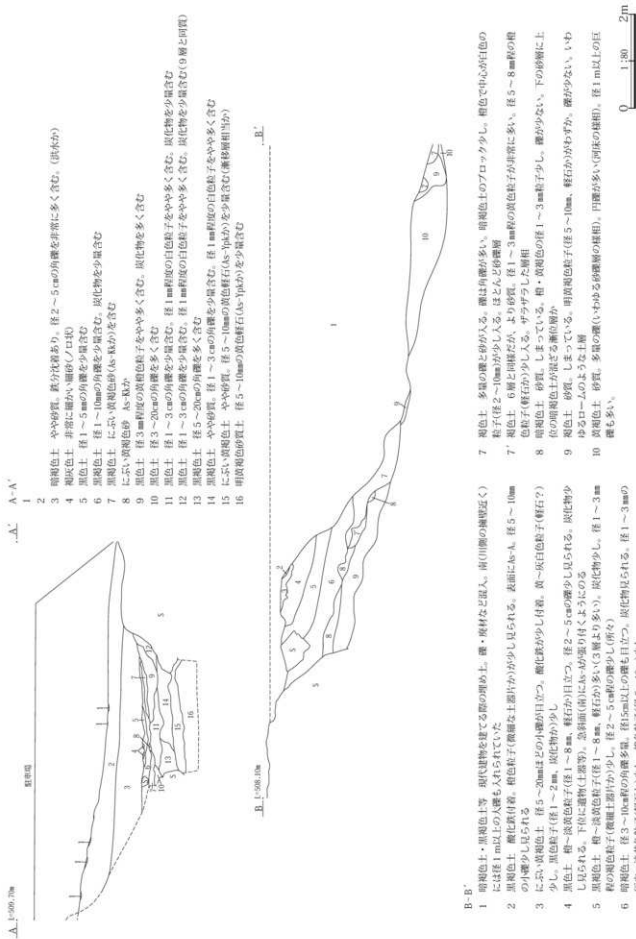 A L=509.70m
A′
駐車場
A-A′
1
2
3 暗褐色土 やや砂質。鉄分沈着あり。径2～5cmの角礫を非常に多く含む。(洪水か)
4 褐灰色土 非常に細かい細砂(ノロ状)
5 黒色土 径1～5mmの角礫を少量含む
6 黒褐色土 径1～10mmの角礫を少量含む。炭化物を少量含む
7 黒褐色土 にぶい黄褐色砂(As-Kkか)を含む
8 にぶい黄褐色砂 As-Kkか
9 黒色土 径3mm程度の黄橙色粒子をやや多く含む。炭化物を多く含む
10 黒色土 径3～20cmの角礫を多く含む
11 黒色土 径1～3cmの角礫を少量含む。径1mm程度の白色粒子をやや多く含む。炭化物を少量含む
12 黒色土 径1～3cmの角礫を少量含む。径1mm程度の白色粒子をやや多く含む。炭化物を少量含む(9層と同質)
13 黒褐色土 径5～20cmの角礫を多く含む
14 黒褐色土 やや砂質。径1～3cmの角礫を少量含む。径1mm程度の白色粒子をやや多く含む
15 にぶい黄褐色土 やや砂質。径5～10mmの黄色軽石(As-Ypkか)を少量含む(漸移層相当か)
16 明黄褐色砂質土 径5～10mmの黄色軽石(As-Ypkか)を少量含む
B L=508.10m
B′
B-B′
1 暗褐色土・黒褐色土等 現代建物を建てる際の埋め土。礫・廃材など混入。南(川側の擁壁近く)
には径1m以上の大礫も入れられていた
2 黒褐色土 酸化鉄付着。橙色粒子(微細な土器片か)が少し見られる。表面にAs-A。径5～10mm
の小礫少し見られる
3 にぶい黄褐色土 径5～20mmほどの小礫が目立つ。酸化鉄が少し付着。黄～灰白色粒子(軽石?)
少し。黒色粒子(径1～2mm、炭化物か)少し
4 黒色土 橙～淡黄色粒子(径1～8mm、軽石か)目立つ。径2～5cmの礫少し見られる。炭化物少
し見られる。下位に遺物(土器等)。急斜面(南)にAs-Aが張り付くようにのる
5 黒褐色土 橙～淡黄色粒子(径1～8mm、軽石か)多い(3層より多い)。炭化物少し。径1～3mm
程の褐色粒子(微細土器片か)少し。径2～5cm程の礫少し(所々)
6 暗褐色土 径3～10cm程の角礫多量。径15cm以上の礫も目立つ。炭化物見られる。径1～3mmの
7 褐色土 多量の礫と砂が入る。礫は角礫が多い。暗褐色土のブロック少し。橙色で中心が白色の
粒子(径2～10mm)が少し入る。ほとんど砂礫層
7′ 褐色土 6層と同様だが、より砂質。径1～3mm程の黄色粒子が非常に多い。径5～8mm程の橙
色粒子(軽石か)少し入る。ザラザラした層相
8 暗褐色土 砂質。しまっている。橙・黄褐色の径1～3mm粒子少し。礫が少ない、下の砂層に上
位の暗褐色土が混ざる漸位層か
9 褐色土 砂質。しまっている。明黄褐色粒子(径5～10mm、軽石か)がわずか。礫が少ない。いわ
ゆるロームのような土層
10 黄褐色土 砂質。多量の礫(いわゆる砂礫層の様相)。円礫が多い(河床の様相)。径1m以上の巨
礫も多い。
0 1:80 2m